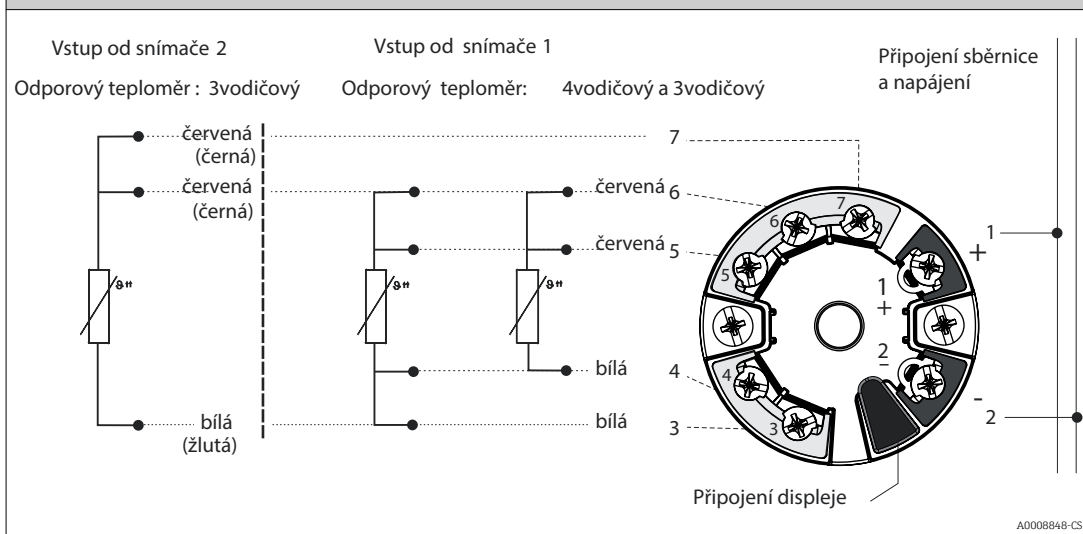 Vstup od snímače 2
Vstup od snímače 1
Připojení sběrnice
a napájení
Odporový teploměr : 3vodičový
Odporový teploměr: 4vodičový a 3vodičový
červená
(černá)
7
červená
(černá)
červená
6
červená
5
bílá
4
bílá
(žlutá)
bílá
3
7
6
5
4
3
1
+
2
-
1
+
-
2
ϑ
ϑ
ϑ
Připojení displeje
A0008848-CS